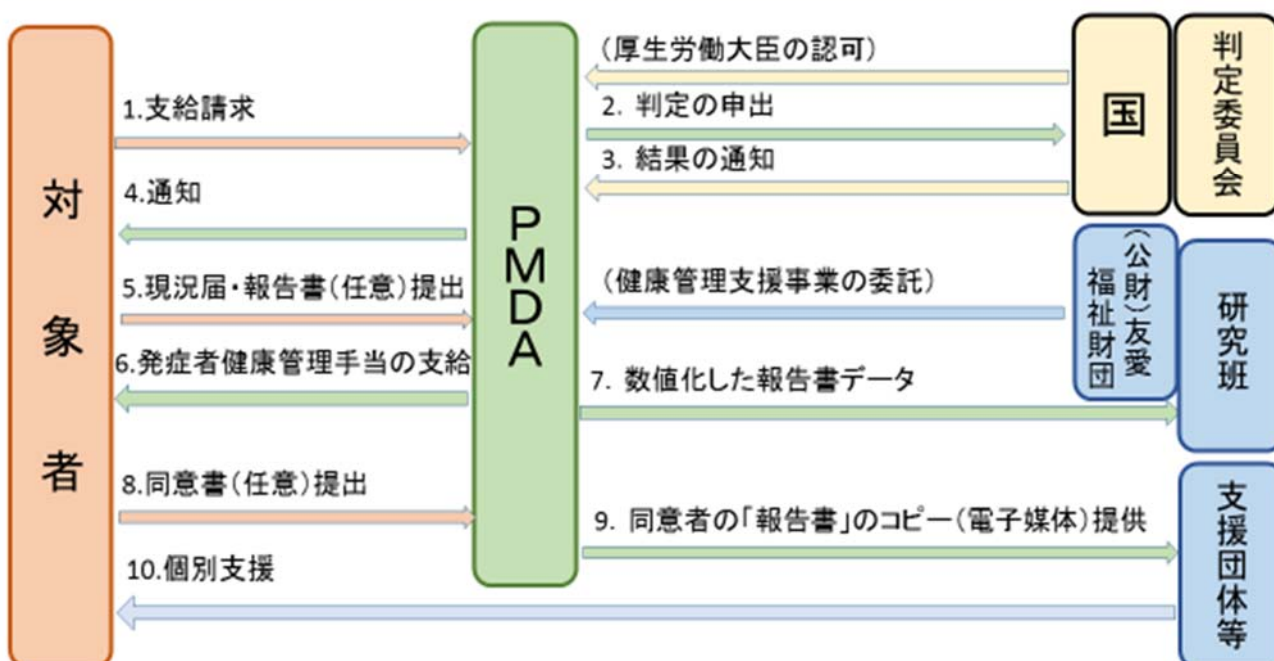 対象者
PMDA
国
判定委員会
(厚生労働大臣の認可)
1.支給請求
2. 判定の申出
3. 結果の通知
4.通知
(公財)友愛
福祉財団
研究班
5.現況届・報告書(任意)提出
(健康管理支援事業の委託)
6.発症者健康管理手当の支給
7. 数値化した報告書データ
8.同意書(任意)提出
9. 同意者の「報告書」のコピー(電子媒体)提供
支援団体等
10.個別支援